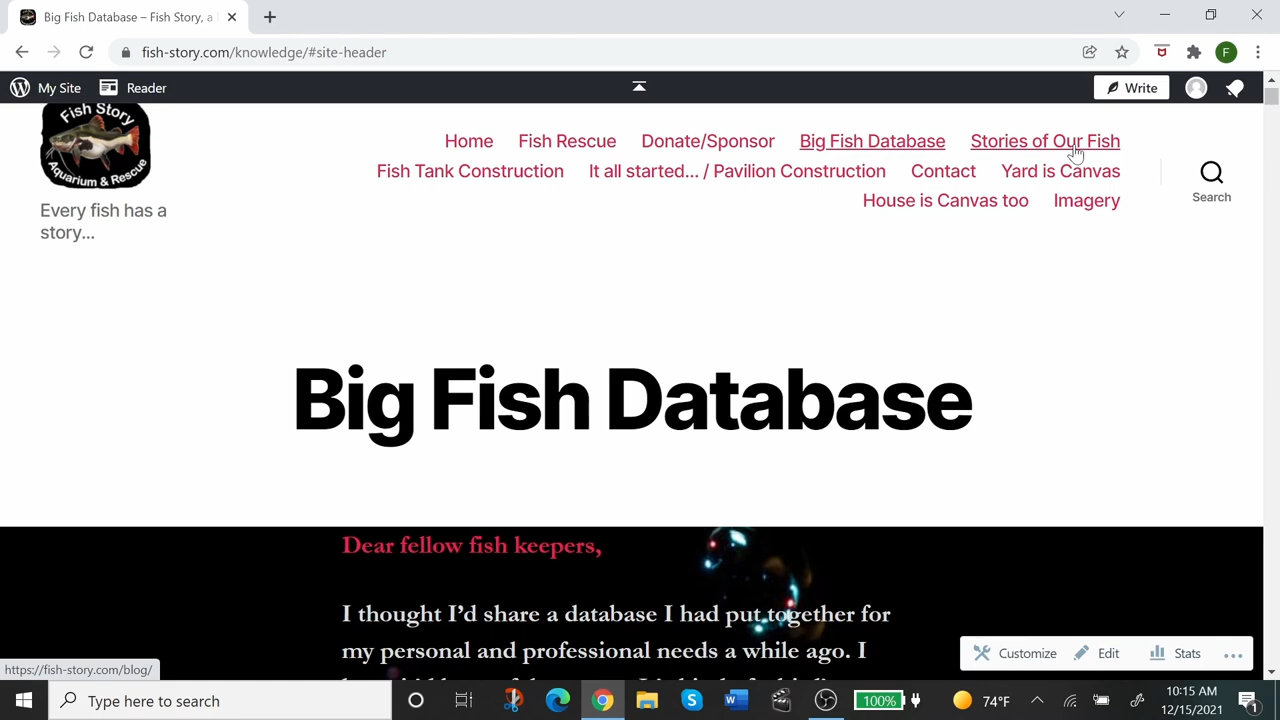 Big Fish Database – Fish Story, a
fish-story.com/knowledge/#site-header
F
My Site
Reader
Write
Fish Story
Aquarium & Rescue
Every fish has a
story...
Home Fish Rescue Donate/Sponsor Big Fish Database Stories of Our Fish
Fish Tank Construction It all started... / Pavilion Construction Contact Yard is Canvas
House is Canvas too Imagery
Search
Big Fish Database
Dear fellow fish keepers,
I thought I'd share a database I had put together for
my personal and professional needs a while ago. I
Customize Edit Stats
https://fish-story.com/blog/
Type here to search
100%
74°F
10:15 AM
12/15/2021
1